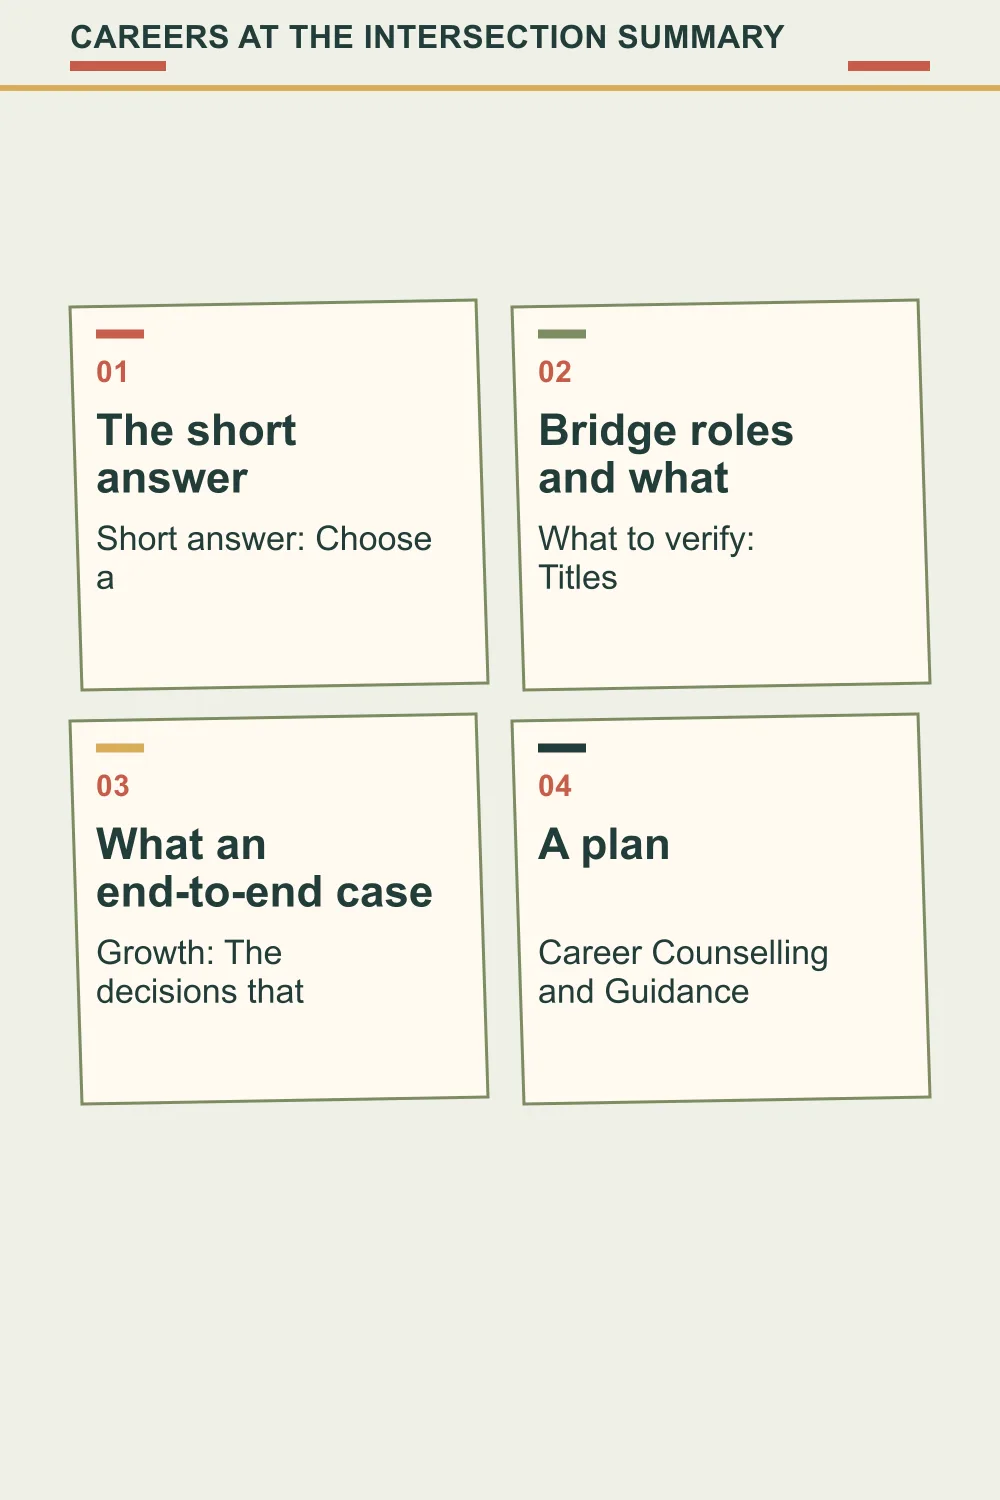 CAREERS AT THE INTERSECTION SUMMARY
01
The short
answer
Short answer: Choose
a
02
Bridge roles
and what
What to verify:
Titles
03
What an
end-to-end case
Growth: The
decisions that
04
A plan
Career Counselling
and Guidance